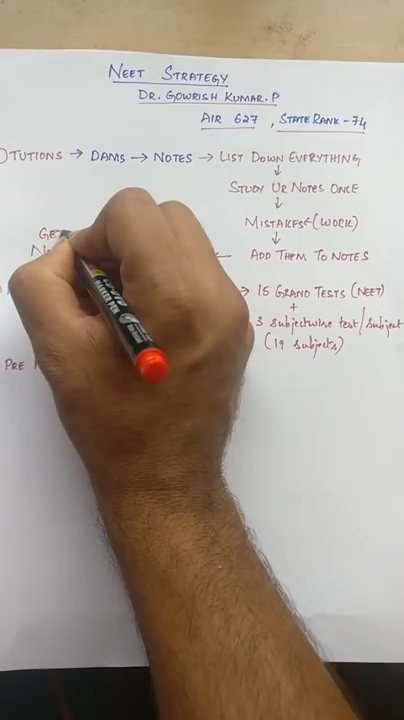 NEET STRATEGY
DR. GOWRISH KUMAR.P
AIR 627 , STATE RANK-74
) TUTIONS → DAMS → NOTES → LIST DOWN EVERYTHING
↓
STUDY UR NOTES ONCE
↓
MISTAKES (WORK)
↓
GE
ADD THEM TO NOTES
→ 15 GRAND TESTS (NEET)
+
3 subjectwise test/subject
(19 subjects)
PRE
MARKER PEN